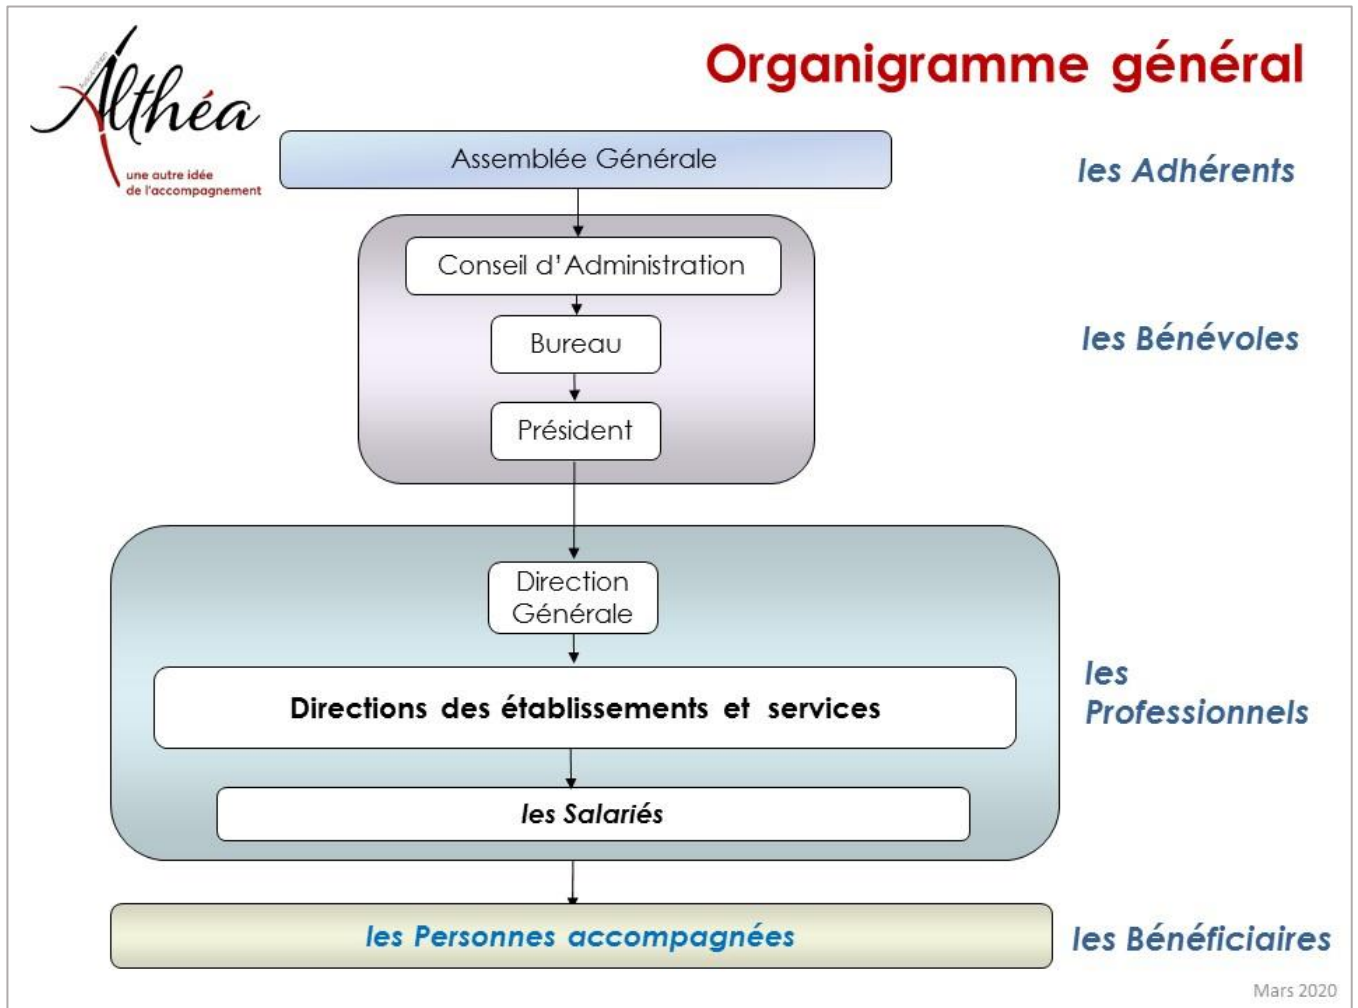 Organigramme général
Association
Althéa
une autre idée
de l'accompagnement
Assemblée Générale
les Adhérents
Conseil d'Administration
Bureau
les Bénévoles
Président
Direction
Générale
Directions des établissements et services
les
Professionnels
les Salariés
les Personnes accompagnées
les Bénéficiaires
Mars 2020